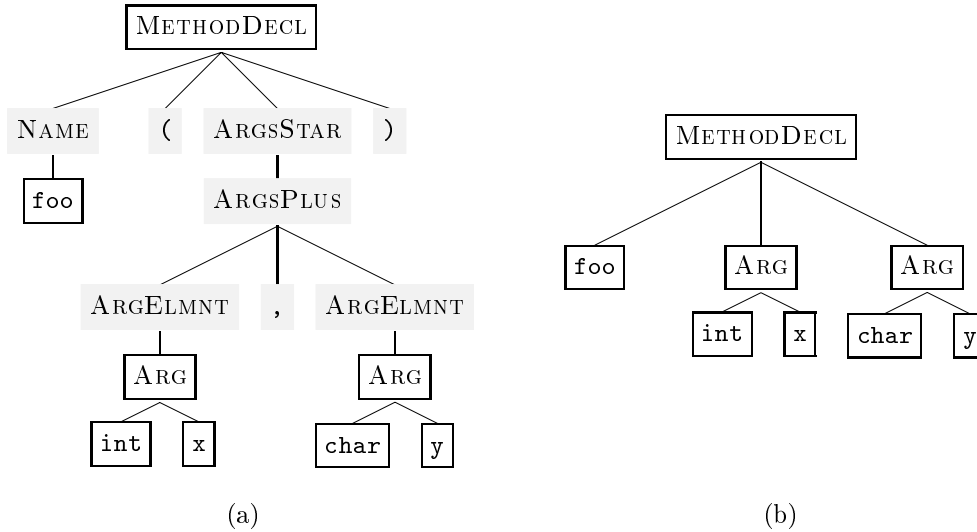 METHODDECL
NAME ( ARGSSTAR )
foo ARGSPLUS
ARGELMNT , ARGELMNT
ARG ARG
int x char y
(a)
METHODDECL
foo ARG ARG
int x char y
(b)